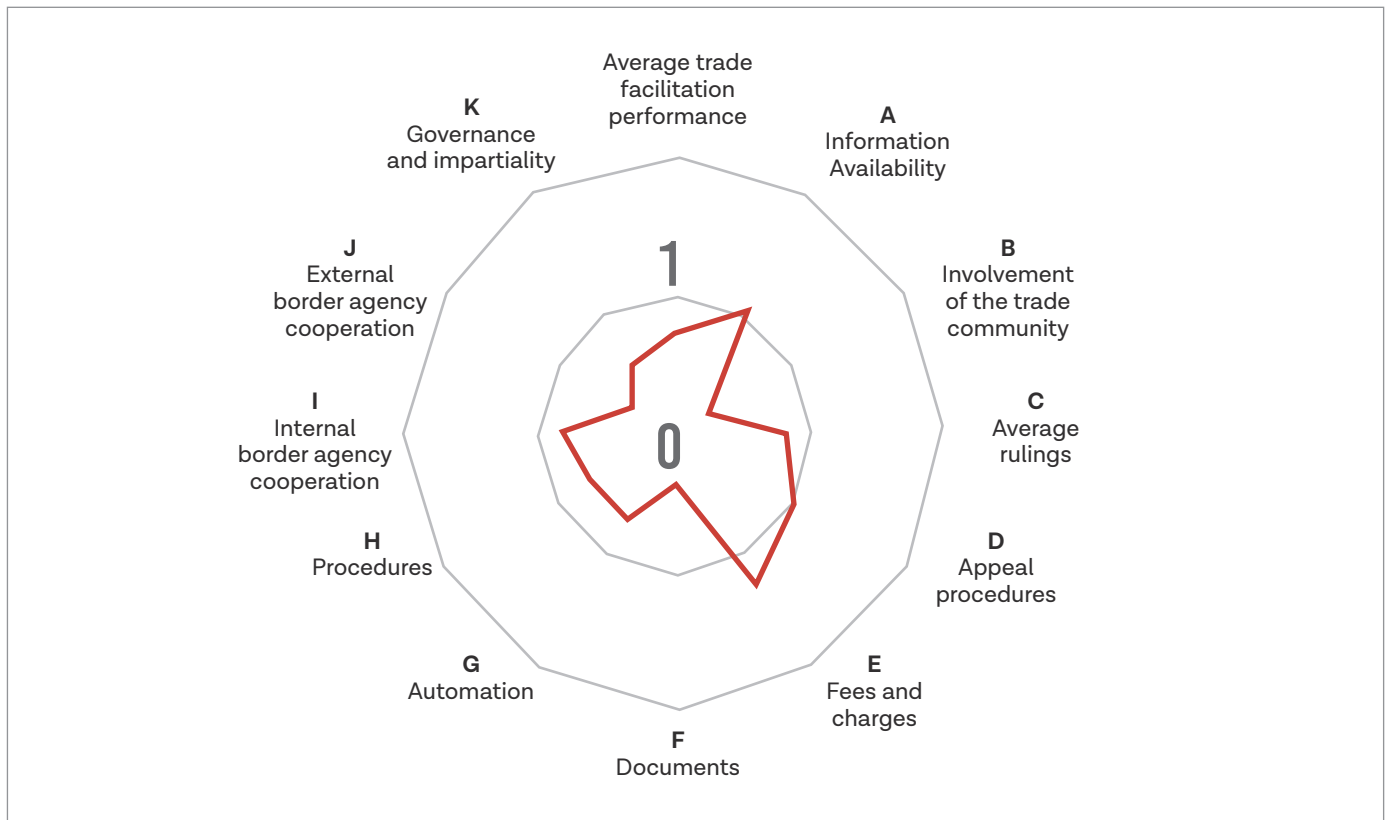 Average trade
facilitation
performance
A
Information
Availability
B
Involvement
of the trade
community
C
Average
rulings
D
Appeal
procedures
E
Fees and
charges
F
Documents
G
Automation
H
Procedures
I
Internal
border agency
cooperation
J
External
border agency
cooperation
K
Governance
and impartiality
1
0